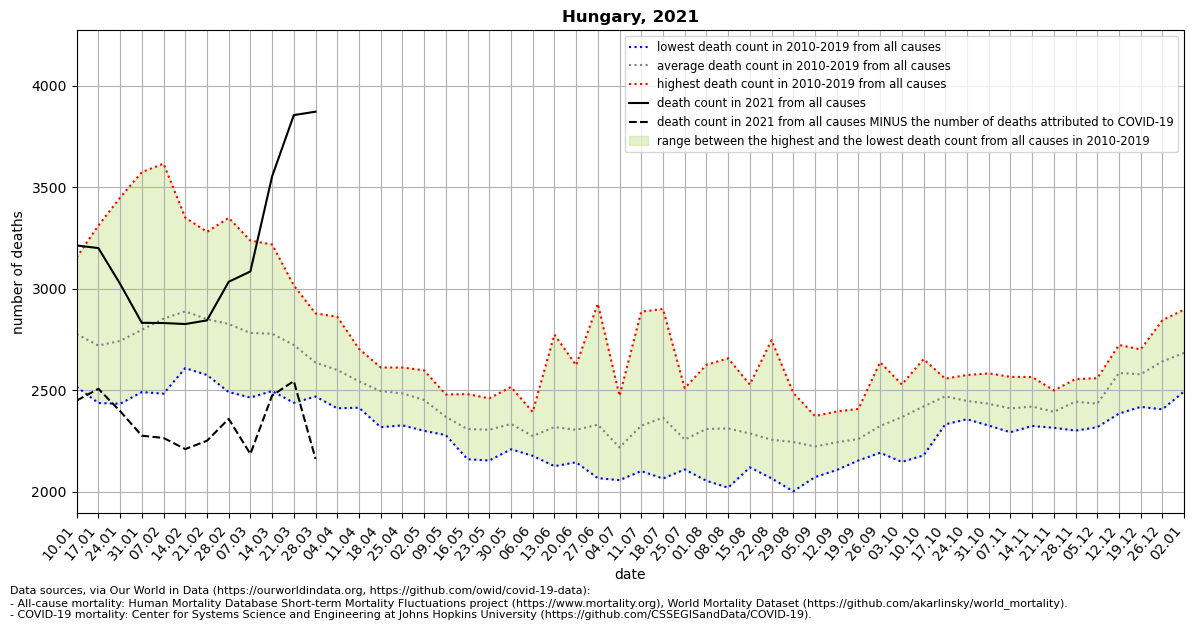 Hungary, 2021
lowest death count in 2010-2019 from all causes
average death count in 2010-2019 from all causes
highest death count in 2010-2019 from all causes
death count in 2021 from all causes
death count in 2021 from all causes MINUS the number of deaths attributed to COVID-19
range between the highest and the lowest death count from all causes in 2010-2019
number of deaths
4000
3500
3000
2500
2000
10.01 17.01 24.01 31.01 07.02 14.02 21.02 28.02 07.03 14.03 21.03 28.03 04.04 11.04 18.04 25.04 02.05 09.05 16.05 23.05 30.05 06.06 13.06 20.06 27.06 04.07 11.07 18.07 25.07 01.08 08.08 15.08 22.08 29.08 05.09 12.09 19.09 26.09 03.10 10.10 17.10 24.10 31.10 07.11 14.11 21.11 28.11 05.12 12.12 19.12 26.12 02.01
date
Data sources, via Our World in Data (https://ourworldindata.org, https://github.com/owid/covid-19-data):
- All-cause mortality: Human Mortality Database Short-term Mortality Fluctuations project (https://www.mortality.org), World Mortality Dataset (https://github.com/akarlinsky/world_mortality).
- COVID-19 mortality: Center for Systems Science and Engineering at Johns Hopkins University (https://github.com/CSSEGISandData/COVID-19).